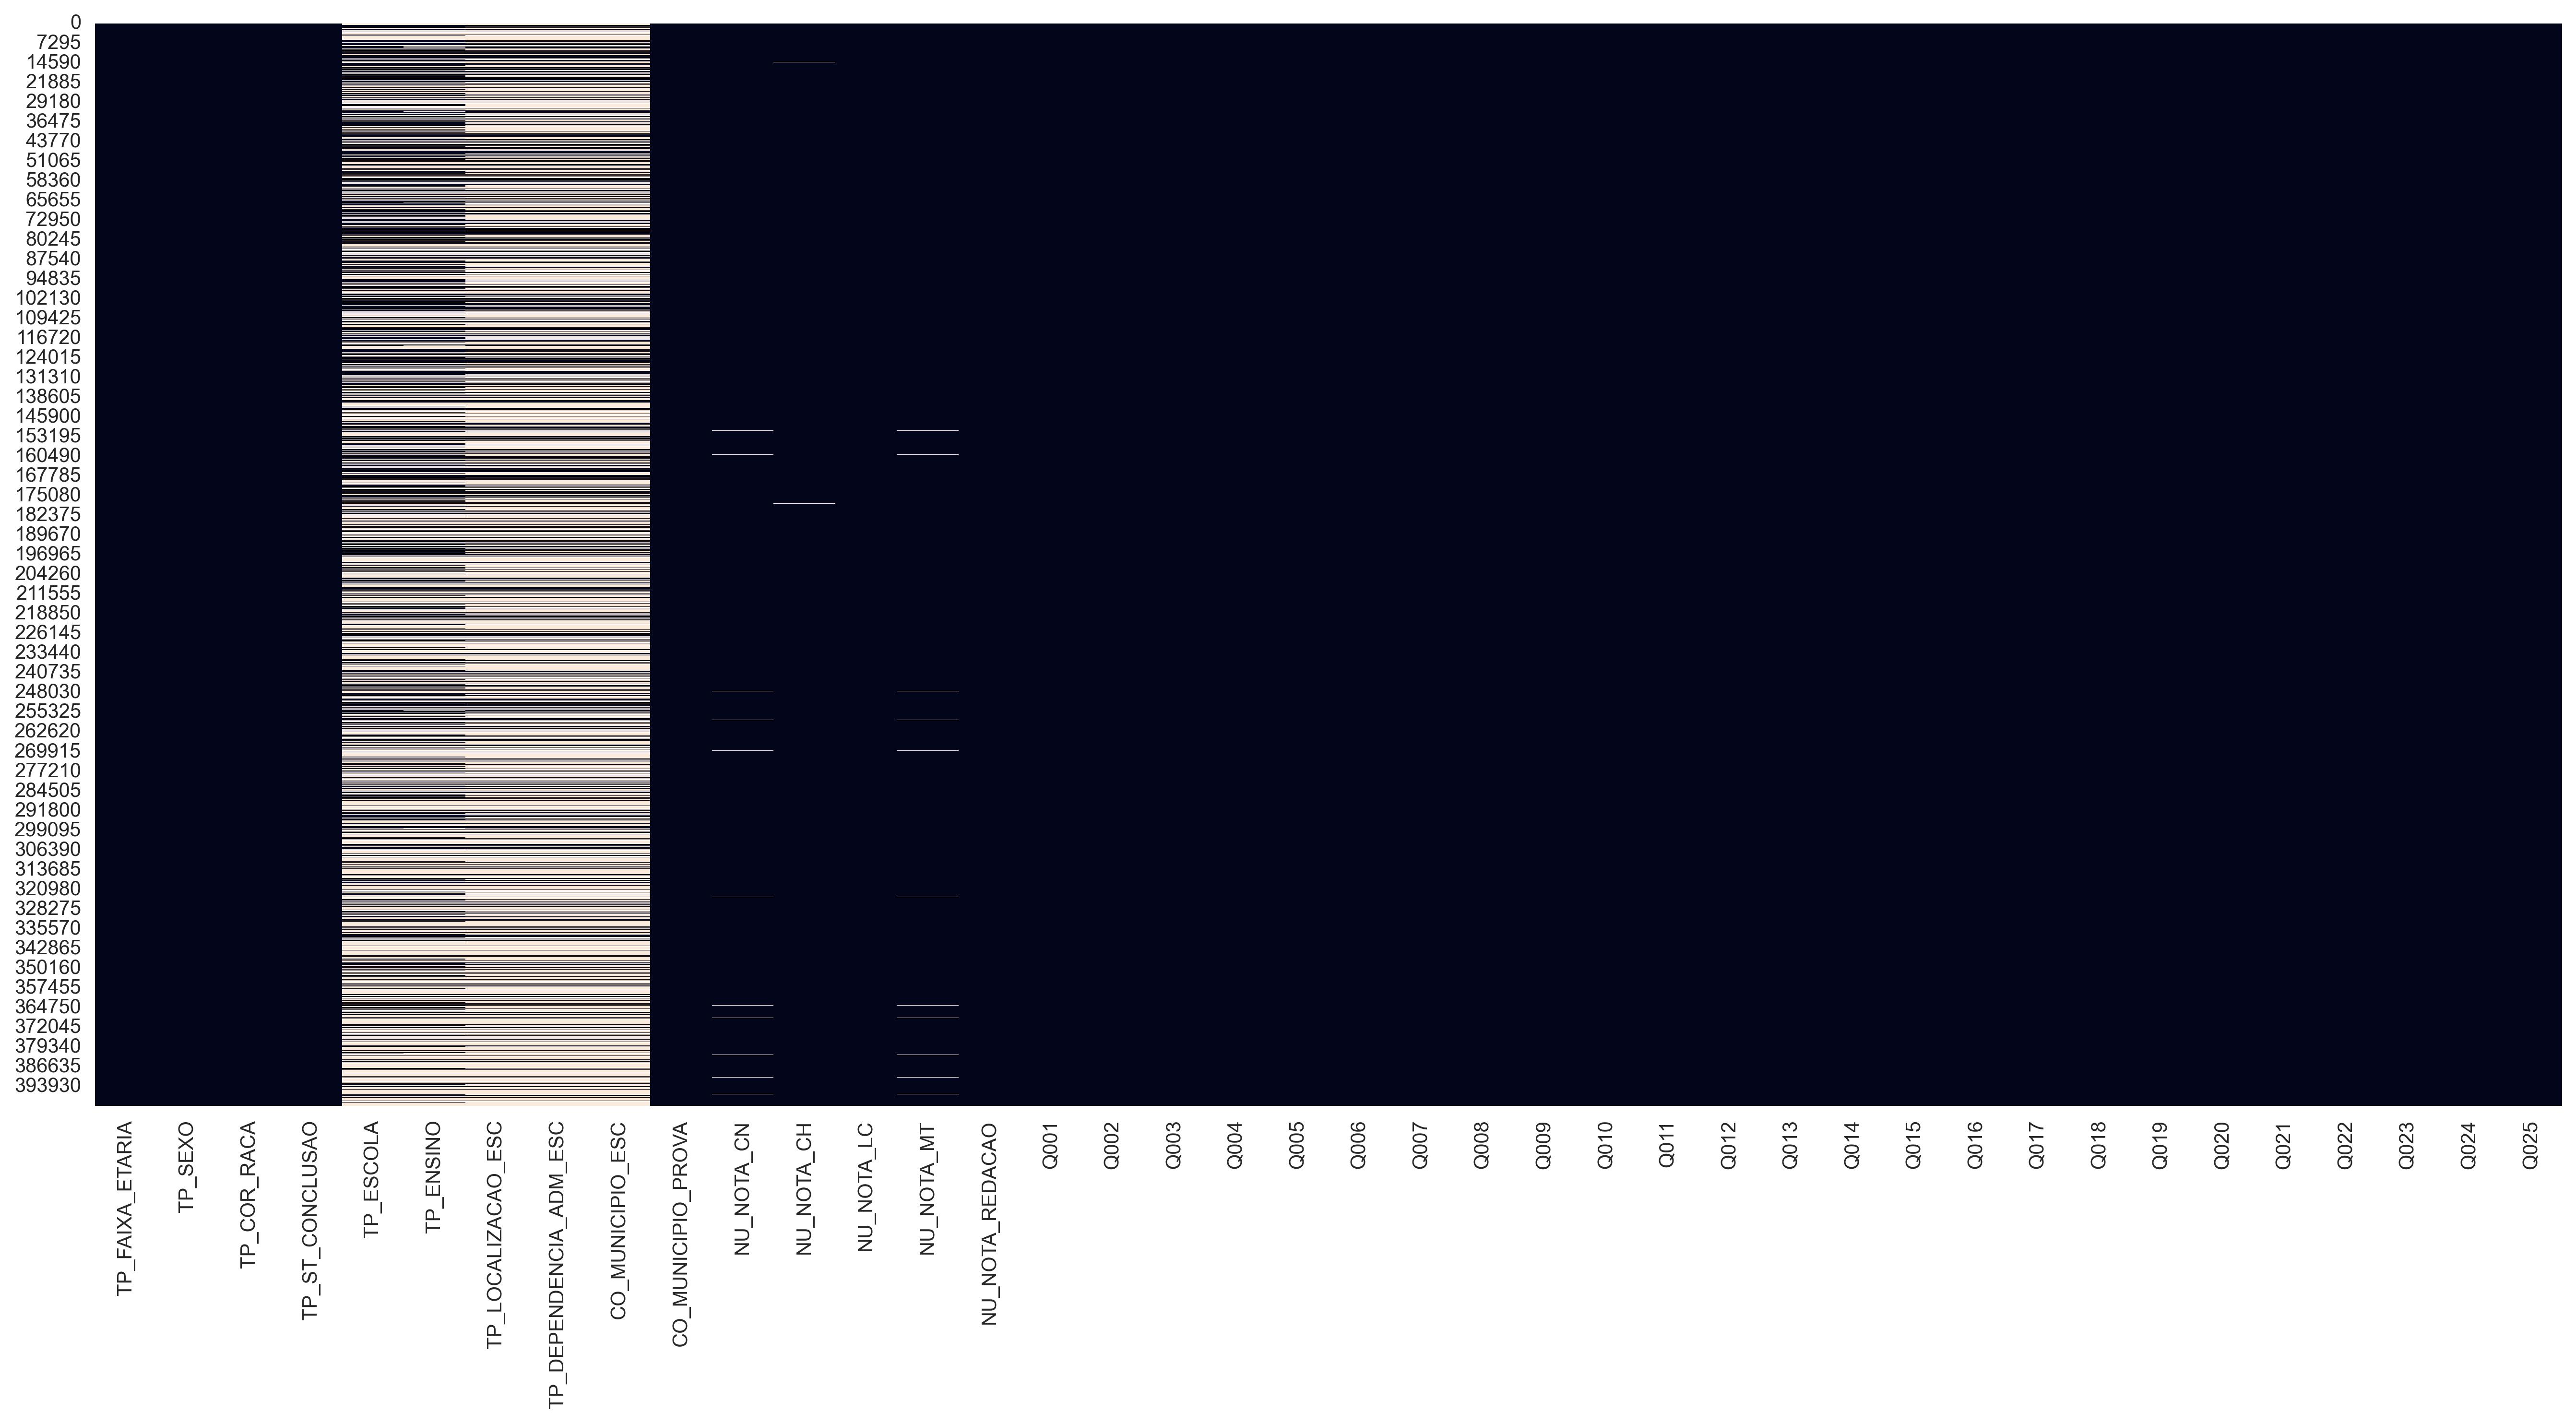 0
7295
14590
21885
29180
36475
43770
51065
58360
65655
72950
80245
87540
94835
102130
109425
116720
124015
131310
138605
145900
153195
160490
167785
175080
182375
189670
196965
204260
211555
218850
226145
233440
240735
248030
255325
262620
269915
277210
284505
291800
299095
306390
313685
320980
328275
335570
342865
350160
357455
364750
372045
379340
386635
393930
TP_FAIXA_ETARIA
TP_SEXO
TP_COR_RACA
TP_ST_CONCLUSAO
TP_ESCOLA
TP_ENSINO
TP_LOCALIZACAO_ESC
TP_DEPENDENCIA_ADM_ESC
CO_MUNICIPIO_ESC
CO_MUNICIPIO_PROVA
NU_NOTA_CN
NU_NOTA_CH
NU_NOTA_LC
NU_NOTA_MT
NU_NOTA_REDACAO
Q001
Q002
Q003
Q004
Q005
Q006
Q007
Q008
Q009
Q010
Q011
Q012
Q013
Q014
Q015
Q016
Q017
Q018
Q019
Q020
Q021
Q022
Q023
Q024
Q025